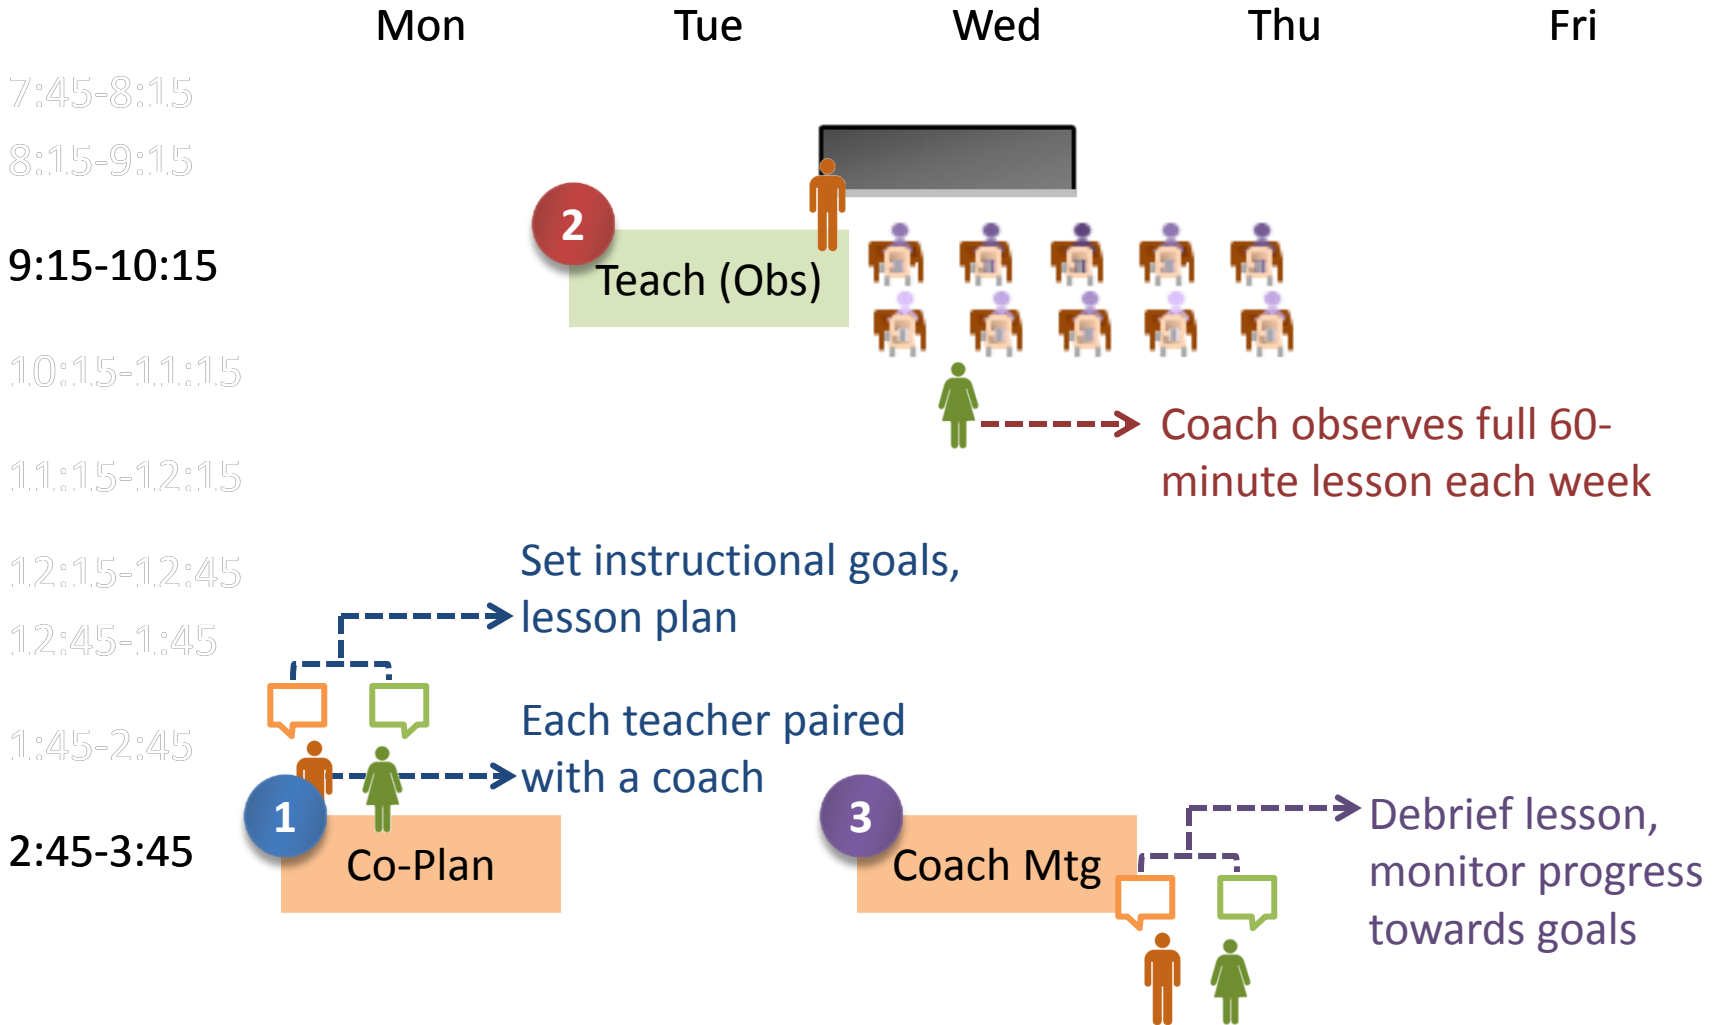 Mon Tue Wed Thu Fri
7:45-8:15
8:15-9:15
2
9:15-10:15
Teach (Obs)
10:15-11:15
Coach observes full 60-
minute lesson each week
11:15-12:15
12:15-12:45
Set instructional goals,
lesson plan
12:45-1:45
1:45-2:45
Each teacher paired
with a coach
1
2:45-3:45
Co-Plan
3
Coach Mtg
Debrief lesson,
monitor progress
towards goals